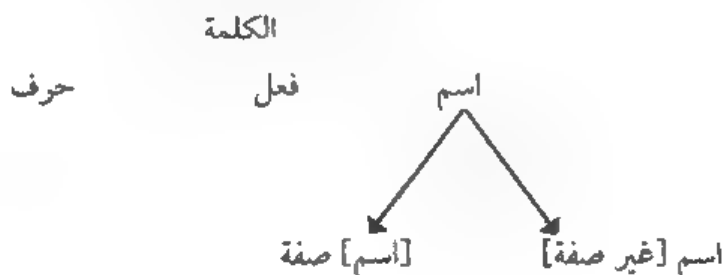 الكلمة
اسم فعل حرف
اسم [غير صفة] [اسم] صفة